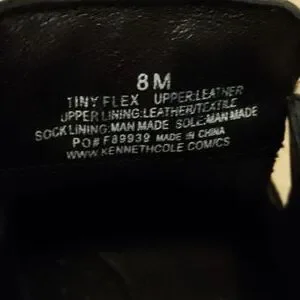 8 M
TINY FLEX UPPER:LEATHER
UPPER LINING:LEATHER/TEXTILE
SOCK LINING:MAN MADE SOLE:MAN MADE
PO# F89939 MADE IN CHINA
WWW.KENNETHCOLE.COM/CS